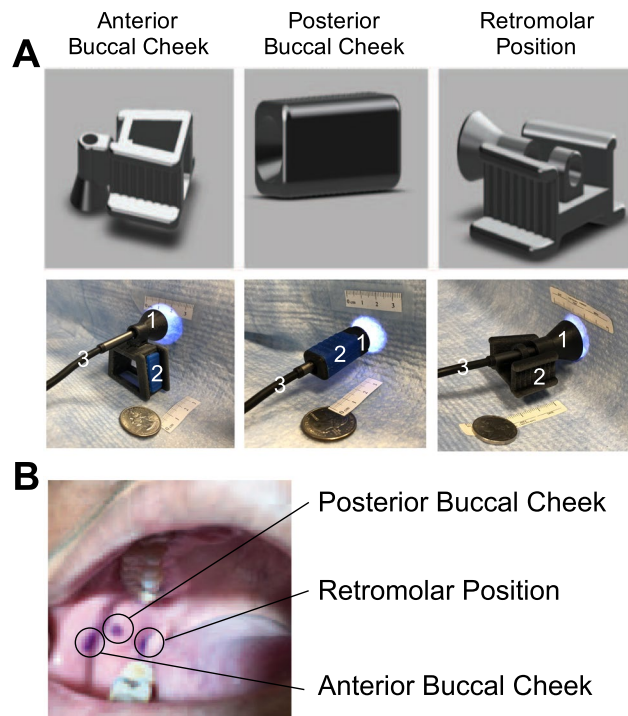 A
Anterior
Buccal Cheek
Posterior
Buccal Cheek
Retromolar
Position
1
2
3
1
2
3
1
2
3
B
Posterior Buccal Cheek
Retromolar Position
Anterior Buccal Cheek